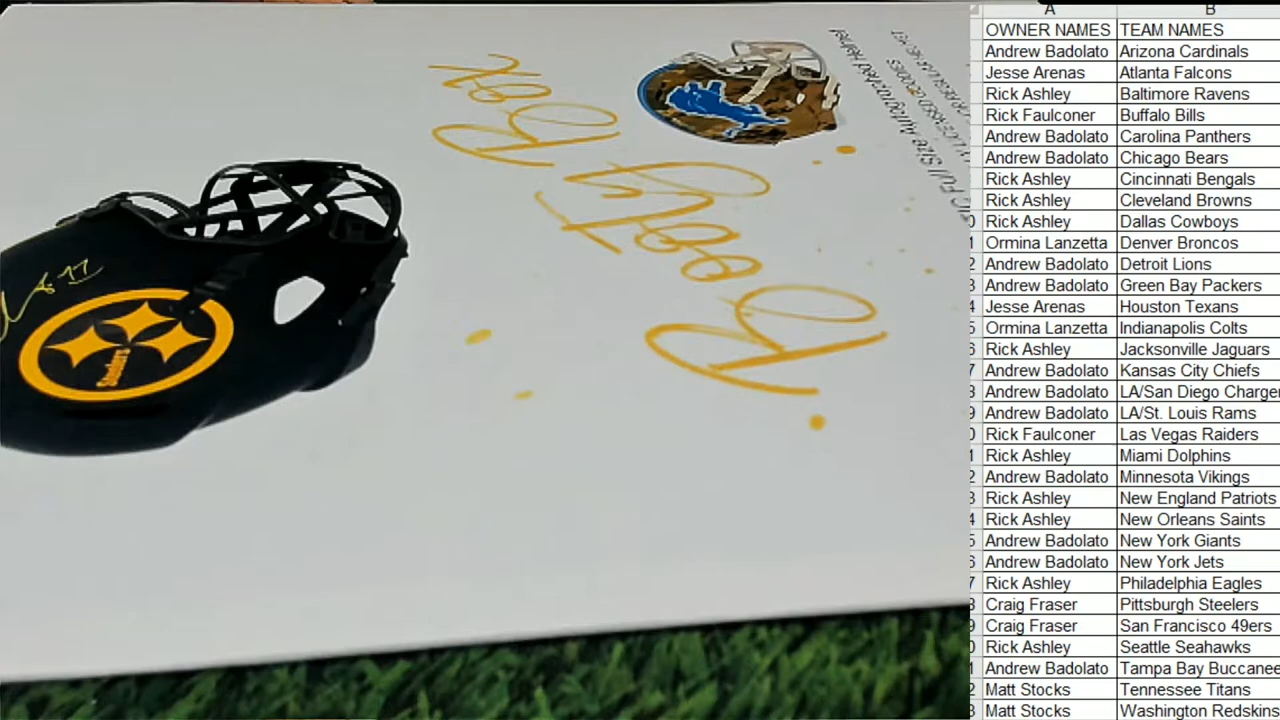 Full Size Autographed Helmet
Steelers
A B
OWNER NAMES TEAM NAMES
Andrew Badolato Arizona Cardinals
Jesse Arenas Atlanta Falcons
Rick Ashley Baltimore Ravens
Rick Faulconer Buffalo Bills
Andrew Badolato Carolina Panthers
Andrew Badolato Chicago Bears
Rick Ashley Cincinnati Bengals
Rick Ashley Cleveland Browns
Rick Ashley Dallas Cowboys
Ormina Lanzetta Denver Broncos
Andrew Badolato Detroit Lions
Andrew Badolato Green Bay Packers
Jesse Arenas Houston Texans
Ormina Lanzetta Indianapolis Colts
Rick Ashley Jacksonville Jaguars
Andrew Badolato Kansas City Chiefs
Andrew Badolato LA/San Diego Charge
Andrew Badolato LA/St. Louis Rams
Rick Faulconer Las Vegas Raiders
Rick Ashley Miami Dolphins
Andrew Badolato Minnesota Vikings
Rick Ashley New England Patriots
Rick Ashley New Orleans Saints
Andrew Badolato New York Giants
Andrew Badolato New York Jets
Rick Ashley Philadelphia Eagles
Craig Fraser Pittsburgh Steelers
Craig Fraser San Francisco 49ers
Rick Ashley Seattle Seahawks
Andrew Badolato Tampa Bay Buccanee
Matt Stocks Tennessee Titans
Matt Stocks Washington Redskins